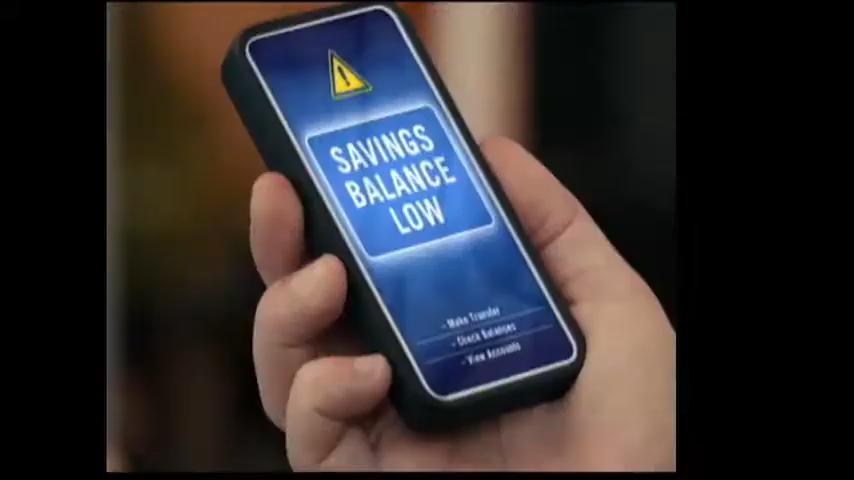 SAVINGS
BALANCE
LOW
- Make Transfer
- Check Balances
- View Accounts